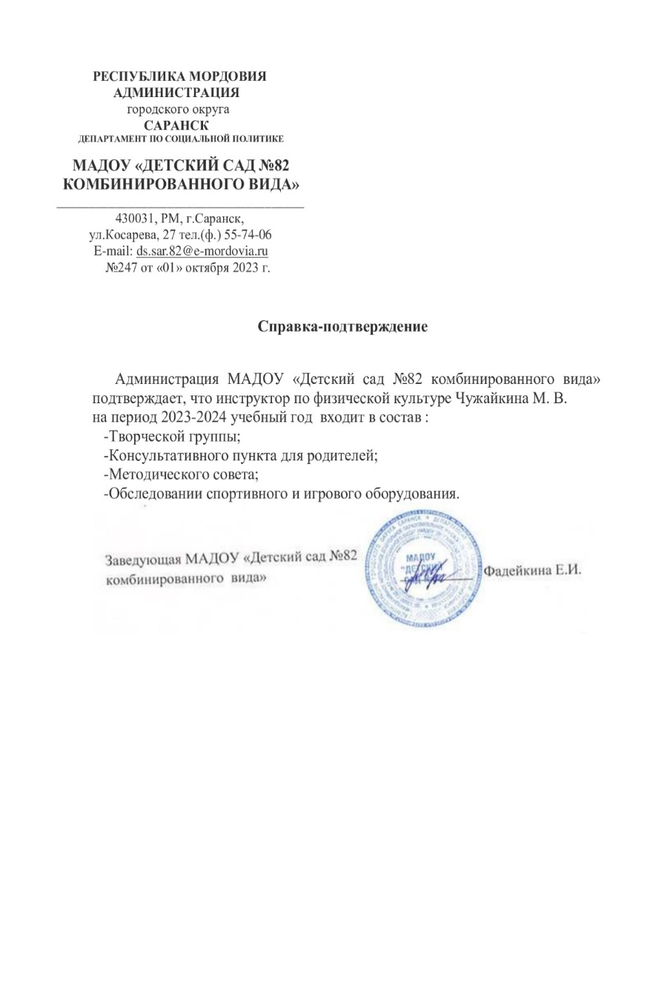 РЕСПУБЛИКА МОРДОВИЯ
АДМИНИСТРАЦИЯ
городского округа
САРАНСК
ДЕПАРТАМЕНТ ПО СОЦИАЛЬНОЙ ПОЛИТИКЕ
МАДОУ «ДЕТСКИЙ САД №82
КОМБИНИРОВАННОГО ВИДА»
430031, РМ, г.Саранск,
ул.Косарева, 27 тел.(ф.) 55-74-06
E-mail: ds.sar.82@e-mordovia.ru
№247 от «01» октября 2023 г.
Справка-подтверждение
Администрация МАДОУ «Детский сад №82 комбинированного вида»
подтверждает, что инструктор по физической культуре Чужайкина М. В.
на период 2023-2024 учебный год входит в состав :
-Творческой группы;
-Консультативного пункта для родителей;
-Методического совета;
-Обследовании спортивного и игрового оборудования.
Заведующая МАДОУ «Детский сад №82
комбинированного вида»
МАДОУ
"ДЕТСКИЙ
Фадейкина Е.И.